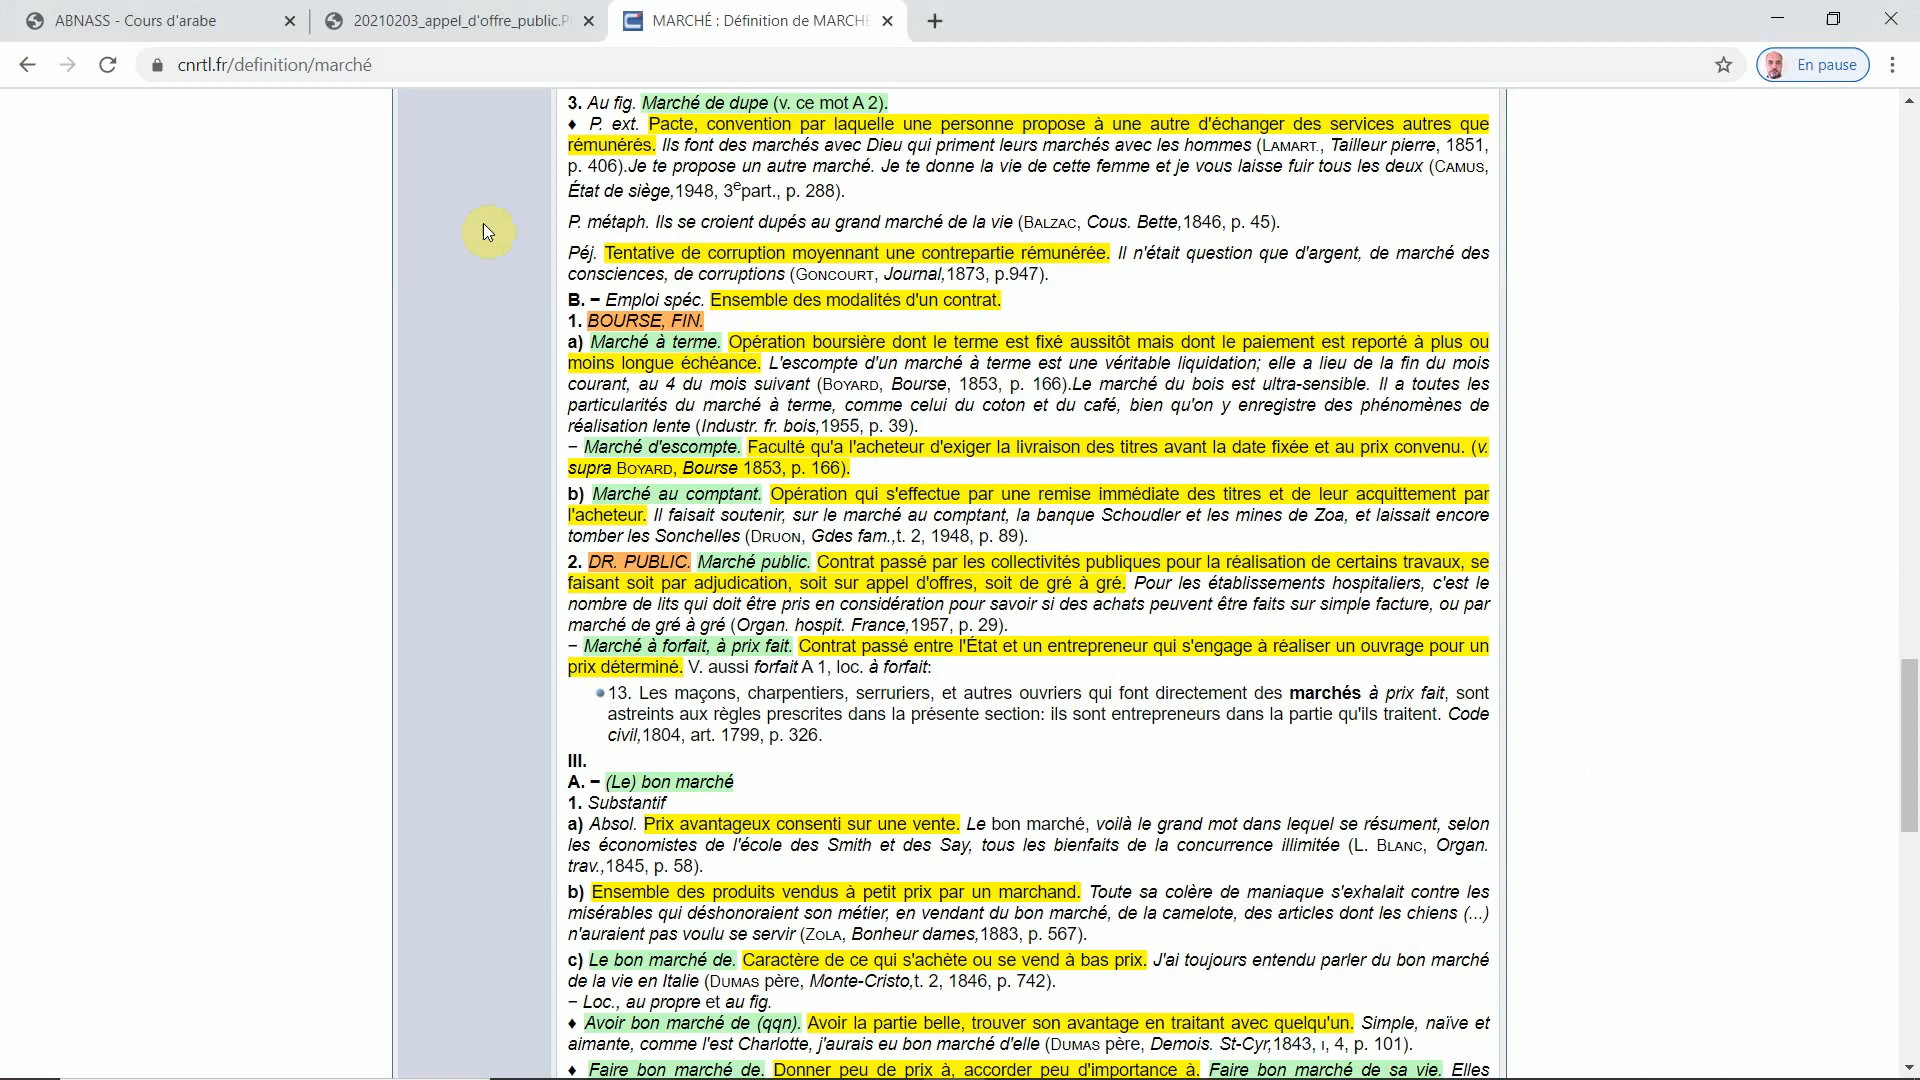 ABNASS - Cours d'arabe
20210203_appel_d'offre_public.P
MARCHÉ : Définition de MARCHE
cnrtl.fr/definition/marché
En pause
3. Au fig. Marché de dupe (v. ce mot A 2).
♦ P. ext. Pacte, convention par laquelle une personne propose à une autre d'échanger des services autres que
rémunérés. Ils font des marchés avec Dieu qui priment leurs marchés avec les hommes (LAMART., Tailleur pierre, 1851,
p. 406).Je te propose un autre marché. Je te donne la vie de cette femme et je vous laisse fuir tous les deux (CAMUS,
État de siège,1948, 3epart., p. 288).
P. métaph. Ils se croient dupés au grand marché de la vie (BALZAC, Cous. Bette,1846, p. 45).
Péj. Tentative de corruption moyennant une contrepartie rémunérée. Il n'était question que d'argent, de marché des
consciences, de corruptions (GONCOURT, Journal,1873, p.947).
B. − Emploi spéc. Ensemble des modalités d'un contrat.
1. BOURSE, FIN.
a) Marché à terme. Opération boursière dont le terme est fixé aussitôt mais dont le paiement est reporté à plus ou
moins longue échéance. L'escompte d'un marché à terme est une véritable liquidation; elle a lieu de la fin du mois
courant, au 4 du mois suivant (BOYARD, Bourse, 1853, p. 166).Le marché du bois est ultra-sensible. Il a toutes les
particularités du marché à terme, comme celui du coton et du café, bien qu'on y enregistre des phénomènes de
réalisation lente (Industr. fr. bois,1955, p. 39).
− Marché d'escompte. Faculté qu'a l'acheteur d'exiger la livraison des titres avant la date fixée et au prix convenu. (v.
supra BOYARD, Bourse 1853, p. 166).
b) Marché au comptant. Opération qui s'effectue par une remise immédiate des titres et de leur acquittement par
l'acheteur. Il faisait soutenir, sur le marché au comptant, la banque Schoudler et les mines de Zoa, et laissait encore
tomber les Sonchelles (DRUON, Gdes fam.,t. 2, 1948, p. 89).
2. DR. PUBLIC. Marché public. Contrat passé par les collectivités publiques pour la réalisation de certains travaux, se
faisant soit par adjudication, soit sur appel d'offres, soit de gré à gré. Pour les établissements hospitaliers, c'est le
nombre de lits qui doit être pris en considération pour savoir si des achats peuvent être faits sur simple facture, ou par
marché de gré à gré (Organ. hospit. France,1957, p. 29).
− Marché à forfait, à prix fait. Contrat passé entre l'État et un entrepreneur qui s'engage à réaliser un ouvrage pour un
prix déterminé. V. aussi forfait A 1, loc. à forfait:
13. Les maçons, charpentiers, serruriers, et autres ouvriers qui font directement des marchés à prix fait, sont
astreints aux règles prescrites dans la présente section: ils sont entrepreneurs dans la partie qu'ils traitent. Code
civil,1804, art. 1799, p. 326.
III.
A. − (Le) bon marché
1. Substantif
a) Absol. Prix avantageux consenti sur une vente. Le bon marché, voilà le grand mot dans lequel se résument, selon
les économistes de l'école des Smith et des Say, tous les bienfaits de la concurrence illimitée (L. BLANC, Organ.
trav.,1845, p. 58).
b) Ensemble des produits vendus à petit prix par un marchand. Toute sa colère de maniaque s'exhalait contre les
misérables qui déshonoraient son métier, en vendant du bon marché, de la camelote, des articles dont les chiens (...)
n'auraient pas voulu se servir (ZOLA, Bonheur dames,1883, p. 567).
c) Le bon marché de. Caractère de ce qui s'achète ou se vend à bas prix. J'ai toujours entendu parler du bon marché
de la vie en Italie (DUMAS père, Monte-Cristo,t. 2, 1846, p. 742).
− Loc., au propre et au fig.
♦ Avoir bon marché de (qqn). Avoir la partie belle, trouver son avantage en traitant avec quelqu'un. Simple, naïve et
aimante, comme l'est Charlotte, j'aurais eu bon marché d'elle (DUMAS père, Demois. St-Cyr,1843, I, 4, p. 101).
♦ Faire bon marché de. Donner peu de prix à, accorder peu d'importance à. Faire bon marché de sa vie. Elles